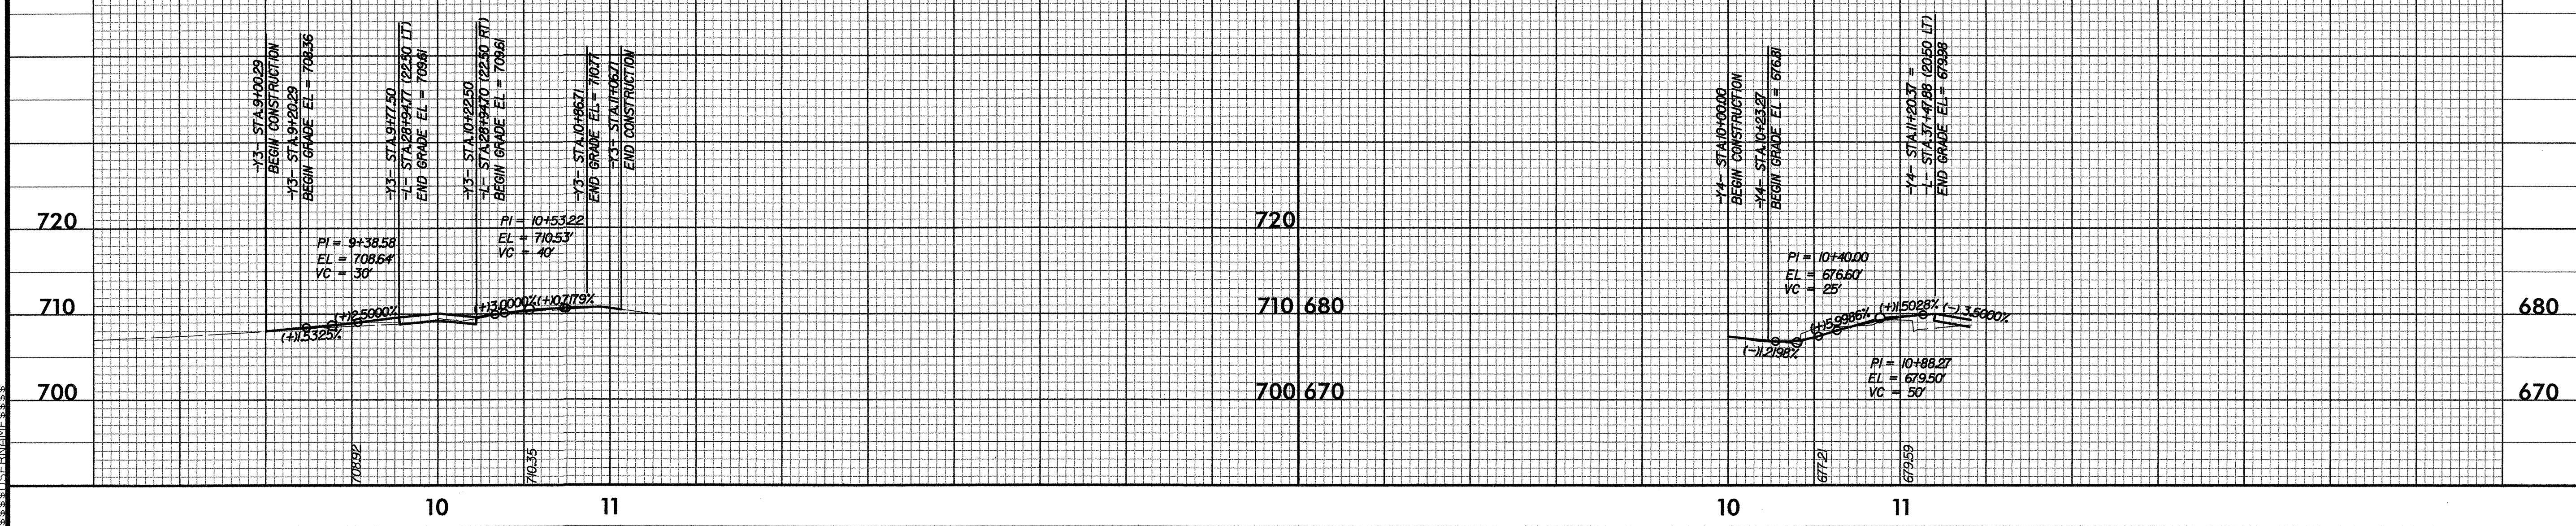 -Y3- STA.9+00.29
BEGIN CONSTRUCTION
-Y3- STA.9+20.29
BEGIN GRADE EL = 708.36
-Y3- STA.9+77.50
-L- STA.28+94.77 (22.50 LT)
END GRADE EL = 709.61
-Y3- STA.10+22.50
-L- STA.28+94.70 (22.50 RT)
BEGIN GRADE EL = 709.61
-Y3- STA.10+86.71
END GRADE EL = 710.77
-Y3- STA.11+06.71
END CONSTRUCTION
PI = 9+38.58
EL = 708.64'
VC = 30'
PI = 10+53.22
EL = 710.53'
VC = 40'
(+)1.5325%
(+)2.5000%
(+)3.0000%
(+)0.7179%
720
710
700
708.92
710.35
10
11
720
710
700
680
670
-Y4- STA.10+00.00
BEGIN CONSTRUCTION
-Y4- STA.10+23.27
BEGIN GRADE EL = 676.81
-Y4- STA.11+20.37 =
-L- STA.37+47.88 (20.50 LT)
END GRADE EL = 679.98
PI = 10+40.00
EL = 676.60'
VC = 25'
(-)1.2198%
(+)5.9986%
(+)1.5028%
(-) 3.5000%
PI = 10+88.27
EL = 679.50'
VC = 50'
677.21
679.59
10
11
680
670